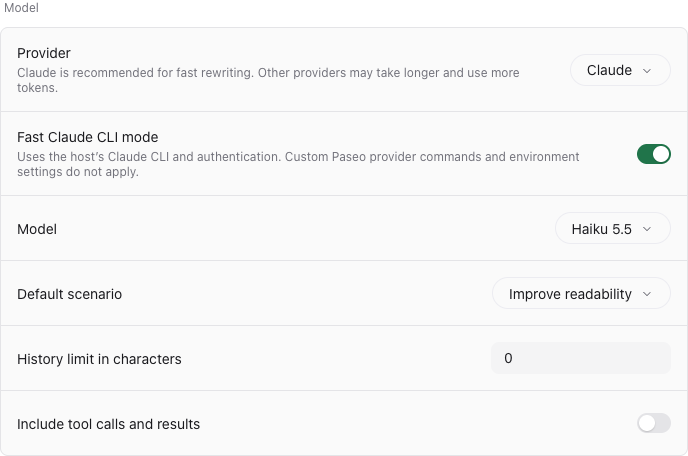 Model
Provider
Claude is recommended for fast rewriting. Other providers may take longer and use more
tokens.
Claude
Fast Claude CLI mode
Uses the host's Claude CLI and authentication. Custom Paseo provider commands and environment
settings do not apply.
Model
Haiku 5.5
Default scenario
Improve readability
History limit in characters
0
Include tool calls and results